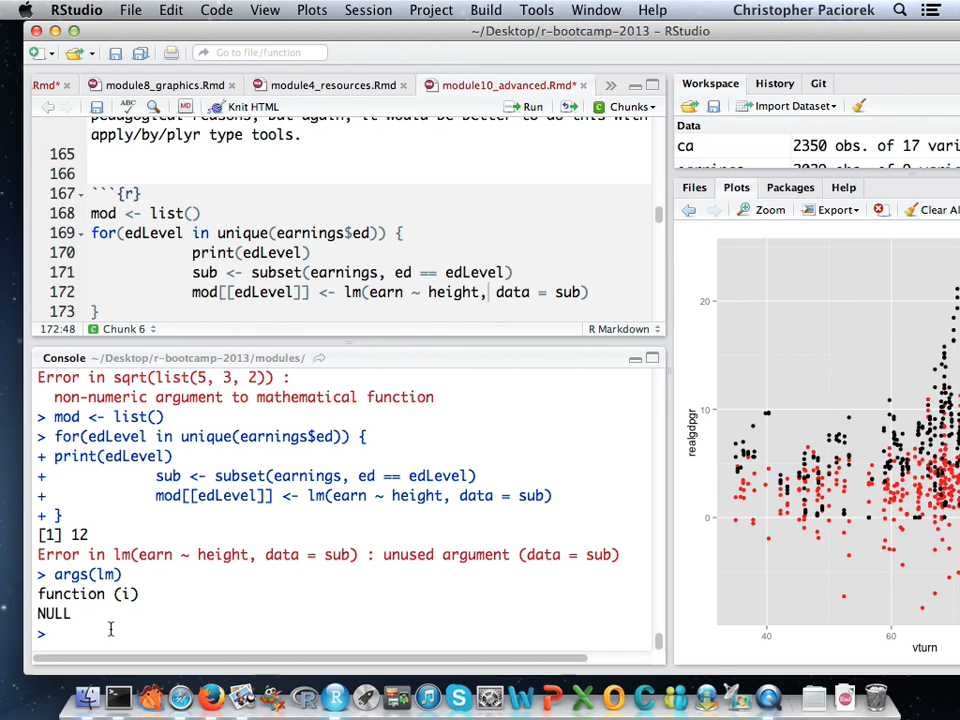 RStudio File Edit Code View Plots Session Project Build Tools Window Help Christopher Paciorek
~/Desktop/r-bootcamp-2013 - RStudio
Go to file/function
.Rmd* module8_graphics.Rmd module4_resources.Rmd module10_advanced.Rmd*
ABC MD Knit HTML Run Chunks
apply/by/plyr type tools.
165
166
167 ```{r}
168 mod <- list()
169 for(edLevel in unique(earnings$ed)) {
170 print(edLevel)
171 sub <- subset(earnings, ed == edLevel)
172 mod[[edLevel]] <- lm(earn ~ height, data = sub)
173 }
172:48 Chunk 6 R Markdown
Console ~/Desktop/r-bootcamp-2013/modules/
Error in sqrt(list(5, 3, 2)) :
non-numeric argument to mathematical function
> mod <- list()
> for(edLevel in unique(earnings$ed)) {
+ print(edLevel)
+ sub <- subset(earnings, ed == edLevel)
+ mod[[edLevel]] <- lm(earn ~ height, data = sub)
+ }
[1] 12
Error in lm(earn ~ height, data = sub) : unused argument (data = sub)
> args(lm)
function (i)
NULL
>
Workspace History Git
Import Dataset
Data
ca 2350 obs. of 17 vari
Files Plots Packages Help
Zoom Export Clear Al
realgdpgr
20
10
0
40 60
vturn